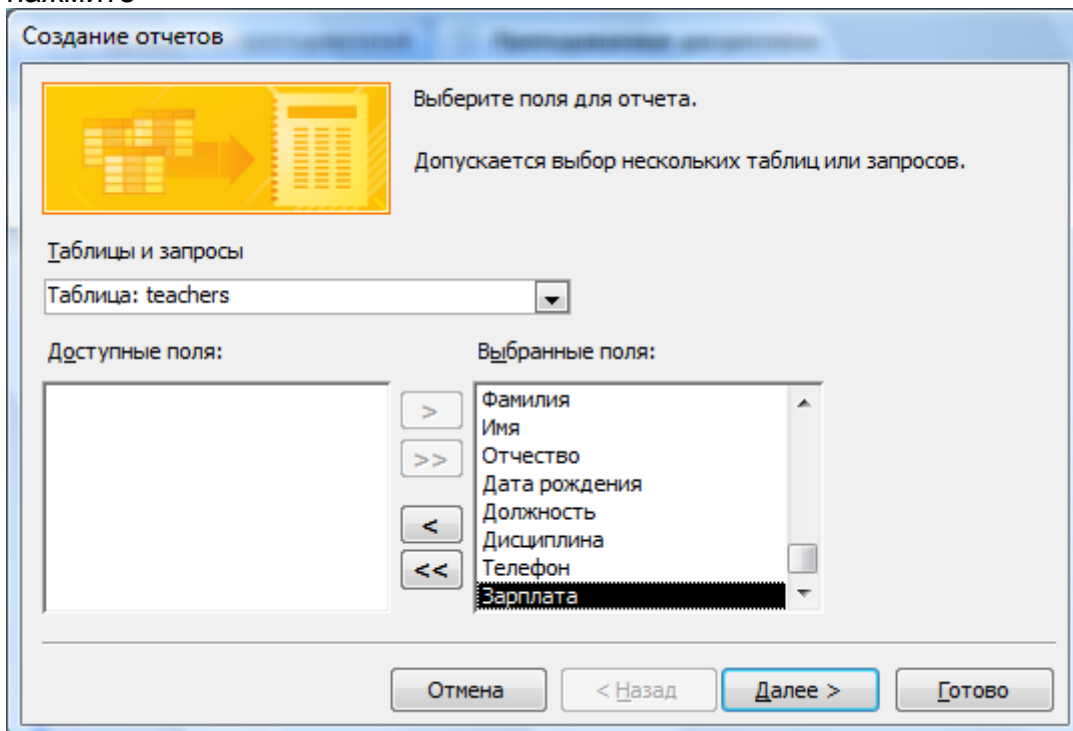 нажмите
Создание отчетов
Выберите поля для отчета.
Допускается выбор нескольких таблиц или запросов.
Таблицы и запросы
Таблица: teachers
Доступные поля:
Выбранные поля:
>
>>
<
<<
Фамилия
Имя
Отчество
Дата рождения
Должность
Дисциплина
Телефон
Зарплата
Отмена
< Назад
Далее >
Готово